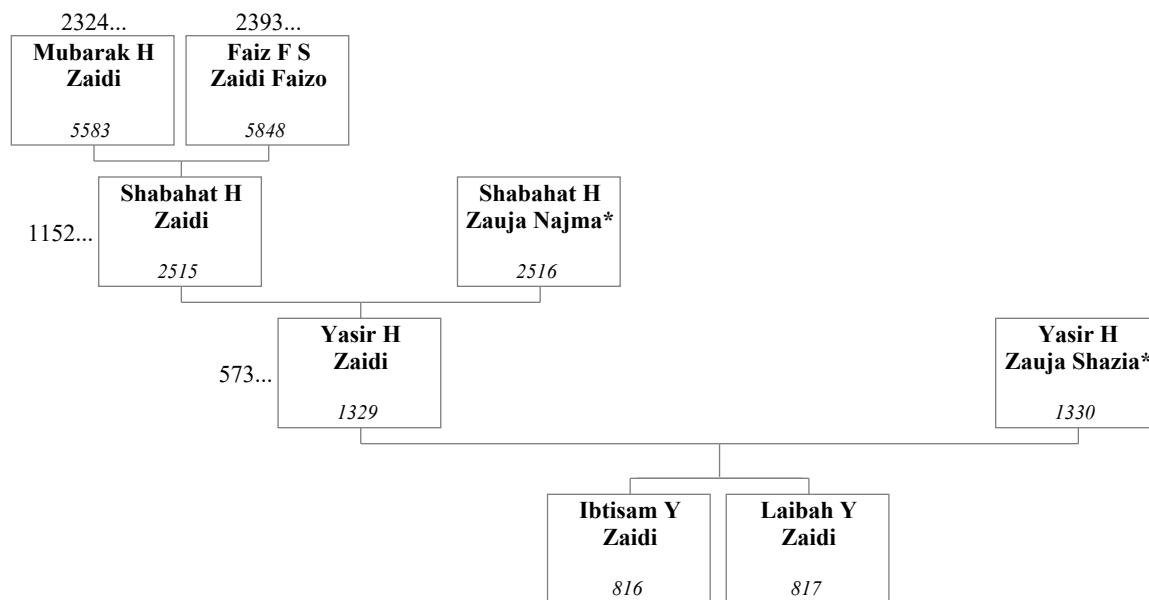 2324...
2393...
Mubarak H
Zaidi
5583
Faiz F S
Zaidi Faizo
5848
1152...
Shabahat H
Zaidi
2515
Shabahat H
Zauja Najma*
2516
573...
Yasir H
Zaidi
1329
Yasir H
Zauja Shazia*
1330
Ibtisam Y
Zaidi
816
Laibah Y
Zaidi
817